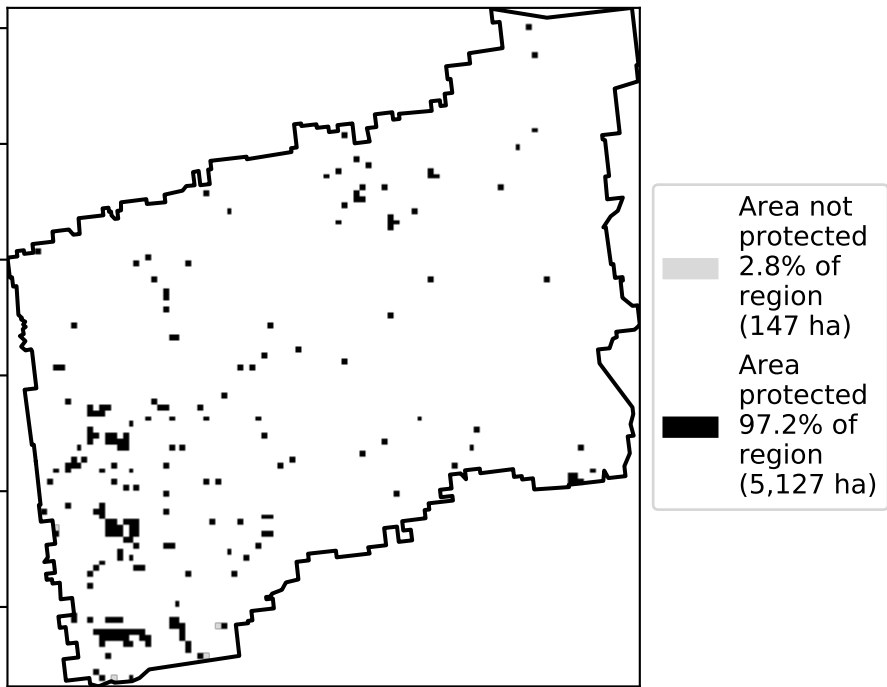 Area not
protected
2.8% of
region
(147 ha)
Area
protected
97.2% of
region
(5,127 ha)